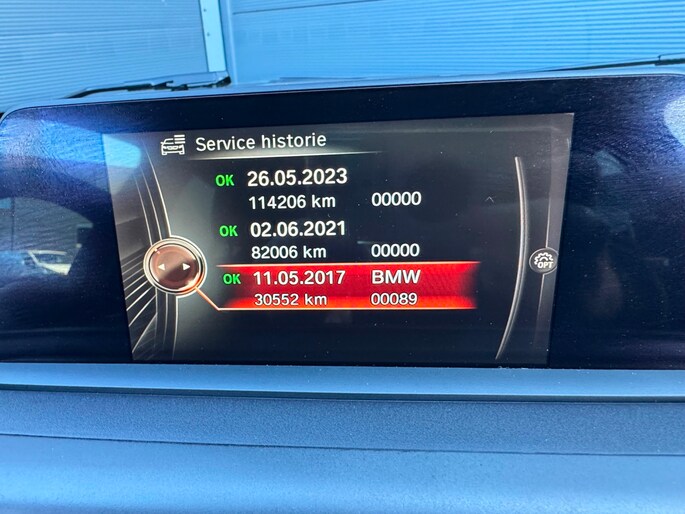 Service historie
OK 26.05.2023
114206 km 00000
OK 02.06.2021
82006 km 00000
OK 11.05.2017 BMW
30552 km 00089
OPT